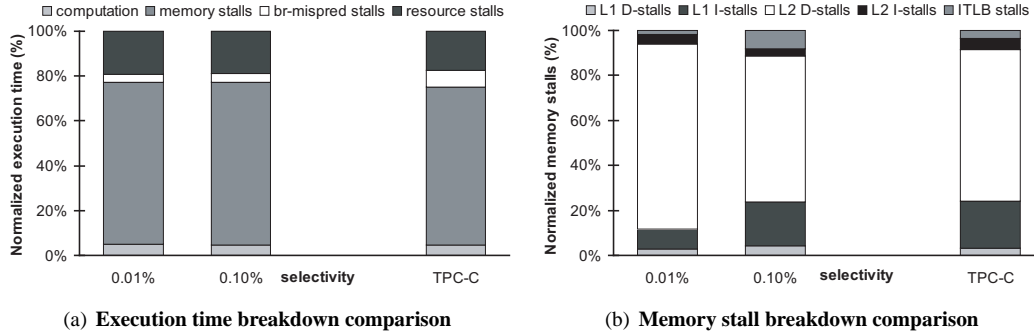 computation memory stalls br-mispred stalls resource stalls
Normalized execution time (%)
100%
80%
60%
40%
20%
0%
0.01% 0.10% selectivity TPC-C
(a) Execution time breakdown comparison
L1 D-stalls L1 I-stalls L2 D-stalls L2 I-stalls ITLB stalls
Normalized memory stalls (%)
100%
80%
60%
40%
20%
0%
0.01% 0.10% selectivity TPC-C
(b) Memory stall breakdown comparison